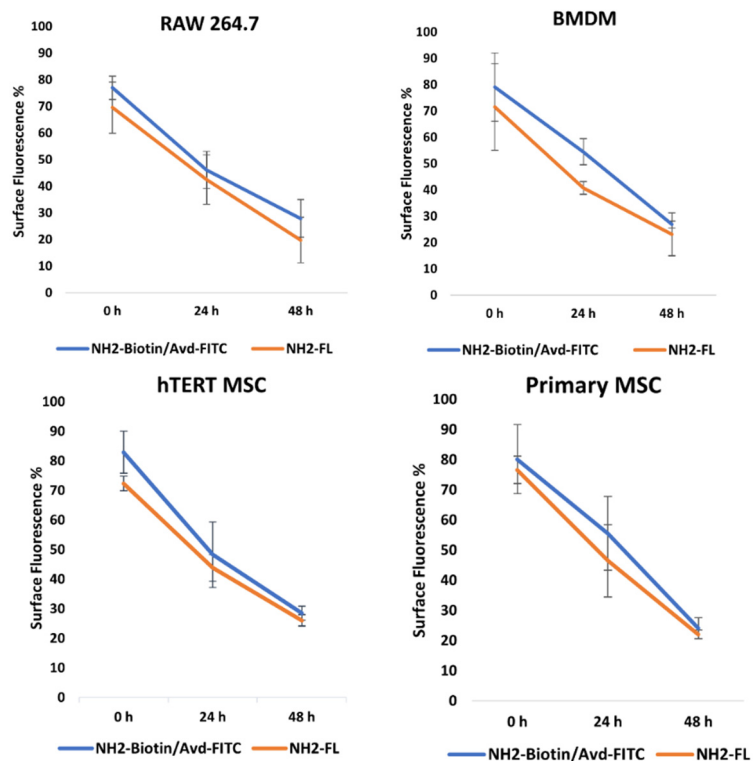 RAW 264.7
Surface Fluorescence %
100
90
80
70
60
50
40
30
20
10
0
0 h 24 h 48 h
NH2-Biotin/Avd-FITC NH2-FL
BMDM
Surface Fluorescence %
100
90
80
70
60
50
40
30
20
10
0
0 h 24 h 48 h
NH2-Biotin/Avd-FITC NH2-FL
hTERT MSC
Surface Fluorescence %
100
90
80
70
60
50
40
30
20
10
0
0 h 24 h 48 h
NH2-Biotin/Avd-FITC NH2-FL
Primary MSC
Surface Fluorescence %
100
90
80
70
60
50
40
30
20
10
0
0 h 24 h 48 h
NH2-Biotin/Avd-FITC NH2-FL